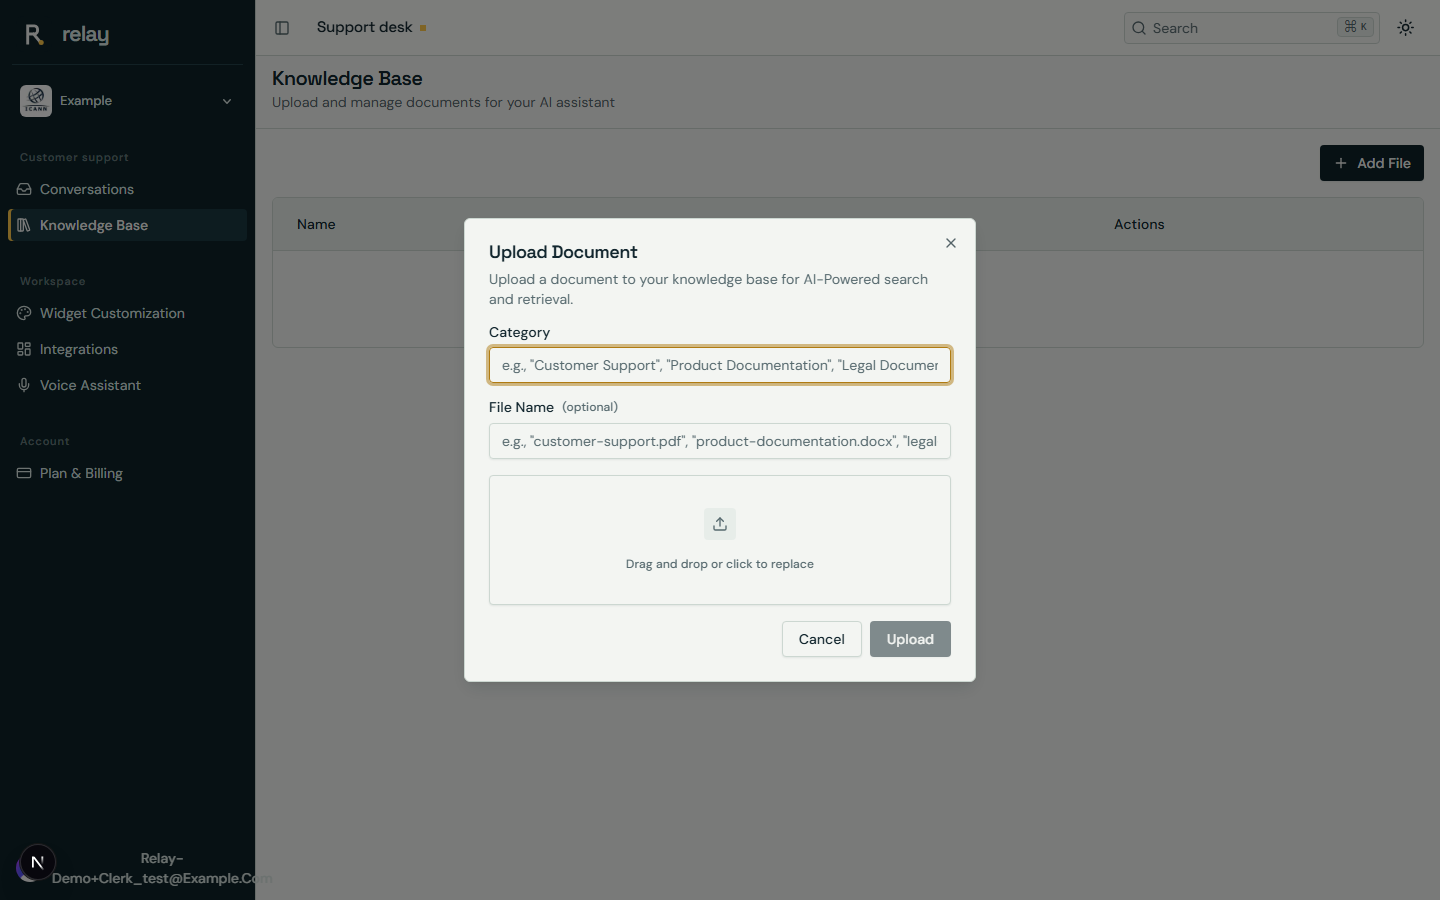 relay
Example
Customer support
Conversations
Knowledge Base
Workspace
Widget Customization
Integrations
Voice Assistant
Account
Plan & Billing
Relay-
Demo+Clerk_test@Example.Com
Support desk
Search
⌘ K
Knowledge Base
Upload and manage documents for your AI assistant
Add File
Name
Actions
Upload Document
Upload a document to your knowledge base for AI-Powered search
and retrieval.
Category
e.g., "Customer Support", "Product Documentation", "Legal Documen
File Name (optional)
e.g., "customer-support.pdf", "product-documentation.docx", "legal
Drag and drop or click to replace
Cancel
Upload